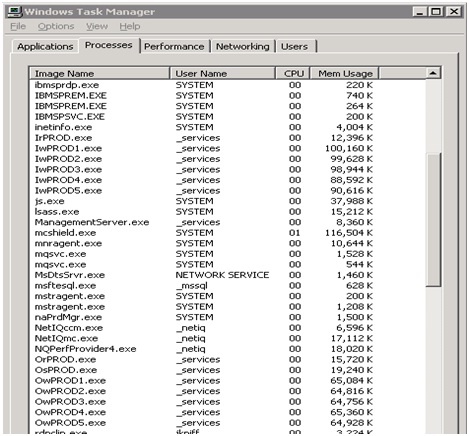 Windows Task Manager
File Options View Help
Applications Processes Performance Networking Users
Image Name User Name CPU Mem Usage
ibmsprdp.exe SYSTEM 00 220 K
IBMSPREM.EXE SYSTEM 00 740 K
IBMSPREM.EXE SYSTEM 00 264 K
IBMSPSVC.EXE SYSTEM 00 200 K
inetinfo.exe SYSTEM 00 4,004 K
IrPROD.exe _services 00 12,396 K
IwPROD1.exe _services 00 100,160 K
IwPROD2.exe _services 00 99,628 K
IwPROD3.exe _services 00 98,944 K
IwPROD4.exe _services 00 88,592 K
IwPROD5.exe _services 00 90,616 K
js.exe SYSTEM 00 37,988 K
lsass.exe SYSTEM 00 15,212 K
ManagementServer.exe _services 00 8,360 K
mcshield.exe SYSTEM 01 116,504 K
mnragent.exe SYSTEM 00 10,644 K
mqsvc.exe SYSTEM 00 1,528 K
mqsvc.exe SYSTEM 00 544 K
MsDtsSrvr.exe NETWORK SERVICE 00 1,460 K
msftesql.exe _mssql 00 628 K
mstragent.exe SYSTEM 00 200 K
mstragent.exe SYSTEM 00 1,208 K
naPrdMgr.exe SYSTEM 00 1,500 K
NetIQccm.exe _netiq 00 6,596 K
NetIQmc.exe _netiq 00 17,112 K
NQPerfProvider4.exe _netiq 00 18,020 K
OrPROD.exe _services 00 15,720 K
OsPROD.exe _services 00 19,240 K
OwPROD1.exe _services 00 65,084 K
OwPROD2.exe _services 00 64,816 K
OwPROD3.exe _services 00 64,756 K
OwPROD4.exe _services 00 65,360 K
OwPROD5.exe _services 00 64,928 K
rdpclip.exe 00 3,224 K